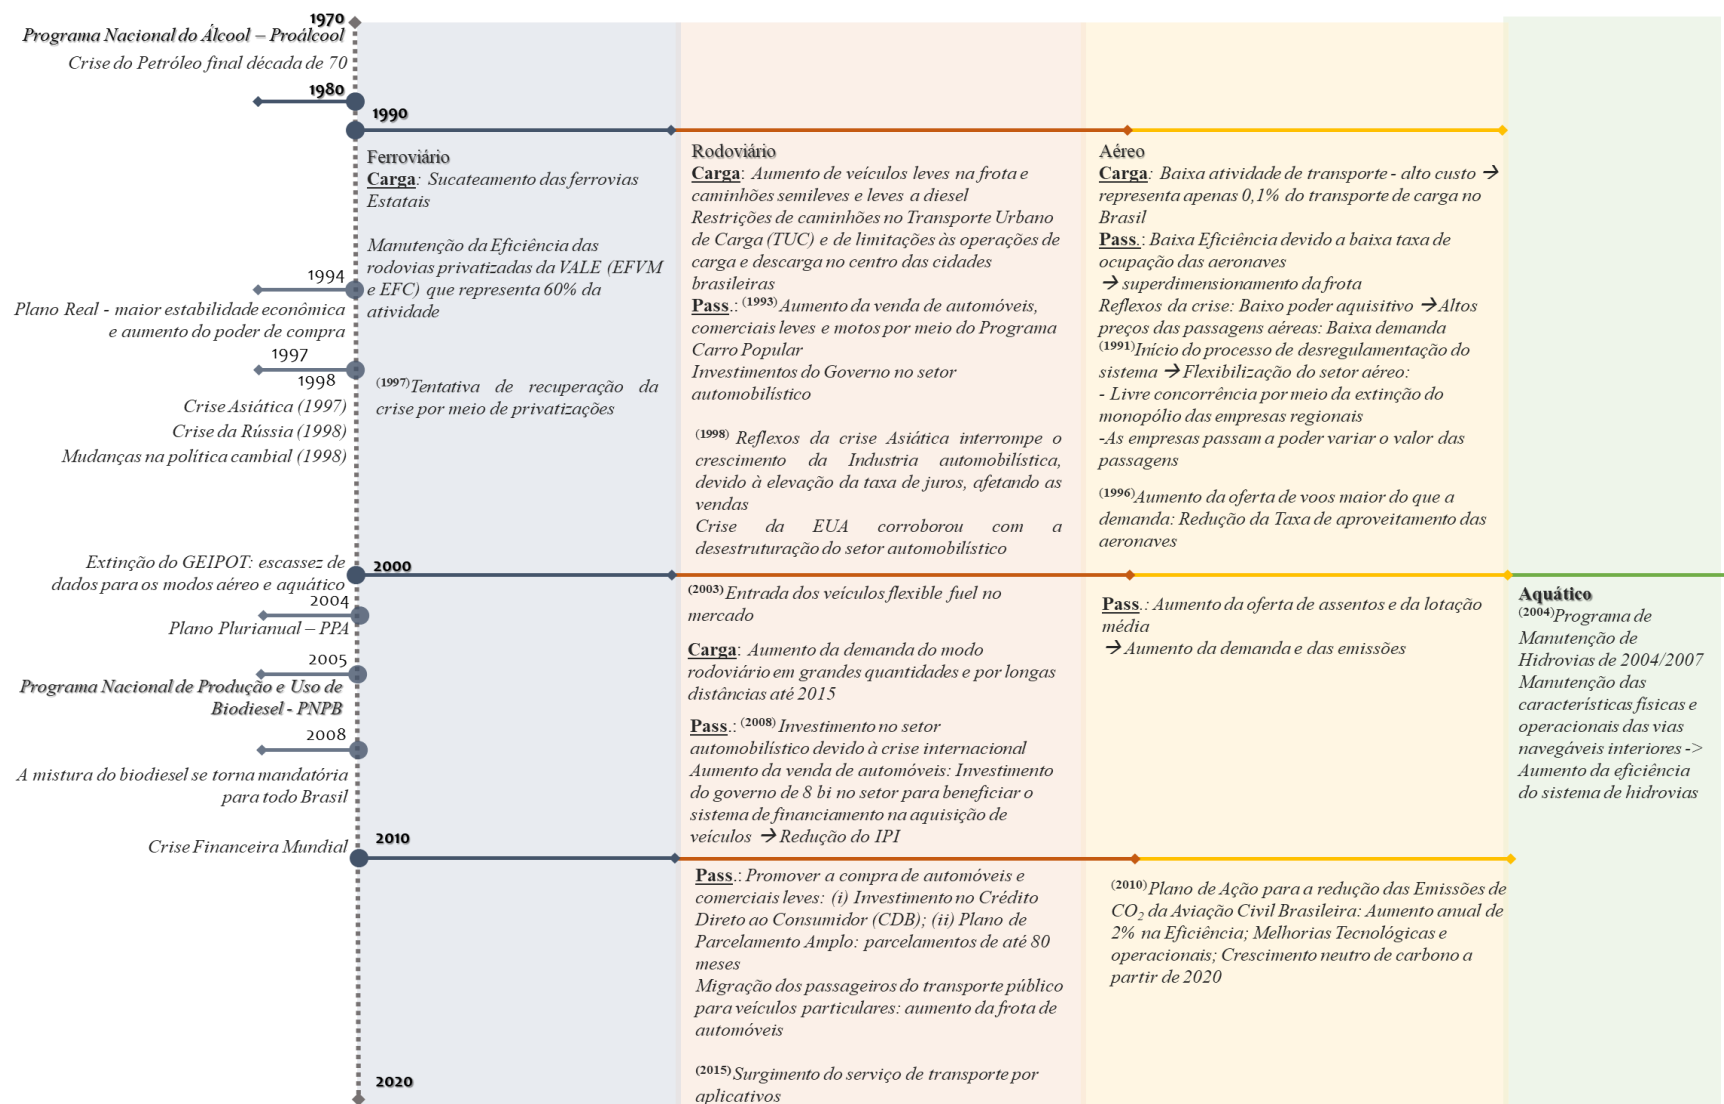 1970
Programa Nacional do Álcool – Proálcool
Crise do Petróleo final década de 70
1980
1990
1994
Plano Real - maior estabilidade econômica
e aumento do poder de compra
1997
1998
Crise Asiática (1997)
Crise da Rússia (1998)
Mudanças na política cambial (1998)
Extinção do GEIPOT: escassez de
dados para os modos aéreo e aquático
2000
2004
Plano Plurianual – PPA
2005
Programa Nacional de Produção e Uso de
Biodiesel - PNPB
2008
A mistura do biodiesel se torna mandatória
para todo Brasil
Crise Financeira Mundial
2010
2020
Ferroviário
Carga: Sucateamento das ferrovias
Estatais
Manutenção da Eficiência das
rodovias privatizadas da VALE (EFVM
e EFC) que representa 60% da
atividade
(1997)Tentativa de recuperação da
crise por meio de privatizações
Rodoviário
Carga: Aumento de veículos leves na frota e
caminhões semileves e leves a diesel
Restrições de caminhões no Transporte Urbano
de Carga (TUC) e de limitações às operações de
carga e descarga no centro das cidades
brasileiras
Pass.: (1993) Aumento da venda de automóveis,
comerciais leves e motos por meio do Programa
Carro Popular
Investimentos do Governo no setor
automobilístico
(1998) Reflexos da crise Asiática interrompe o
crescimento da Industria automobilística,
devido à elevação da taxa de juros, afetando as
vendas
Crise da EUA corroborou com a
desestruturação do setor automobilístico
(2003)Entrada dos veículos flexible fuel no
mercado
Carga: Aumento da demanda do modo
rodoviário em grandes quantidades e por longas
distâncias até 2015
Pass.: (2008) Investimento no setor
automobilístico devido à crise internacional
Aumento da venda de automóveis: Investimento
do governo de 8 bi no setor para beneficiar o
sistema de financiamento na aquisição de
veículos → Redução do IPI
Pass.: Promover a compra de automóveis e
comerciais leves: (i) Investimento no Crédito
Direto ao Consumidor (CDB); (ii) Plano de
Parcelamento Amplo: parcelamentos de até 80
meses
Migração dos passageiros do transporte público
para veículos particulares: aumento da frota de
automóveis
(2015)Surgimento do serviço de transporte por
aplicativos
Aéreo
Carga: Baixa atividade de transporte - alto custo →
representa apenas 0,1% do transporte de carga no
Brasil
Pass.: Baixa Eficiência devido a baixa taxa de
ocupação das aeronaves
→ superdimensionamento da frota
Reflexos da crise: Baixo poder aquisitivo → Altos
preços das passagens aéreas: Baixa demanda
(1991)Início do processo de desregulamentação do
sistema → Flexibilização do setor aéreo:
- Livre concorrência por meio da extinção do
monopólio das empresas regionais
-As empresas passam a poder variar o valor das
passagens
(1996)Aumento da oferta de voos maior do que a
demanda: Redução da Taxa de aproveitamento das
aeronaves
Pass.: Aumento da oferta de assentos e da lotação
média
→ Aumento da demanda e das emissões
(2010)Plano de Ação para a redução das Emissões de
CO2 da Aviação Civil Brasileira: Aumento anual de
2% na Eficiência; Melhorias Tecnológicas e
operacionais; Crescimento neutro de carbono a
partir de 2020
Aquático
(2004)Programa de
Manutenção de
Hidrovias de 2004/2007
Manutenção das
características físicas e
operacionais das vias
navegáveis interiores ->
Aumento da eficiência
do sistema de hidrovias